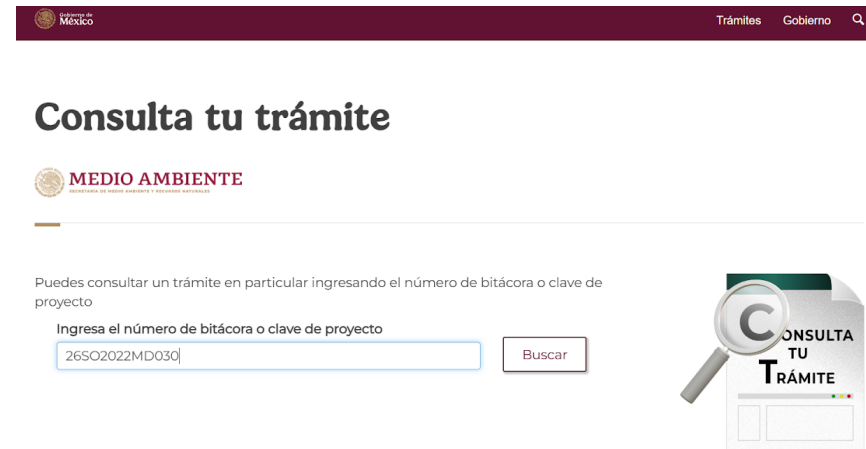 Gobierno de
México
Trámites Gobierno
Consulta tu trámite
MEDIO AMBIENTE
SECRETARÍA DE MEDIO AMBIENTE Y RECURSOS NATURALES
Puedes consultar un trámite en particular ingresando el número de bitácora o clave de
proyecto
Ingresa el número de bitácora o clave de proyecto
26SO2022MD030
Buscar
CONSULTA
TU
TRÁMITE